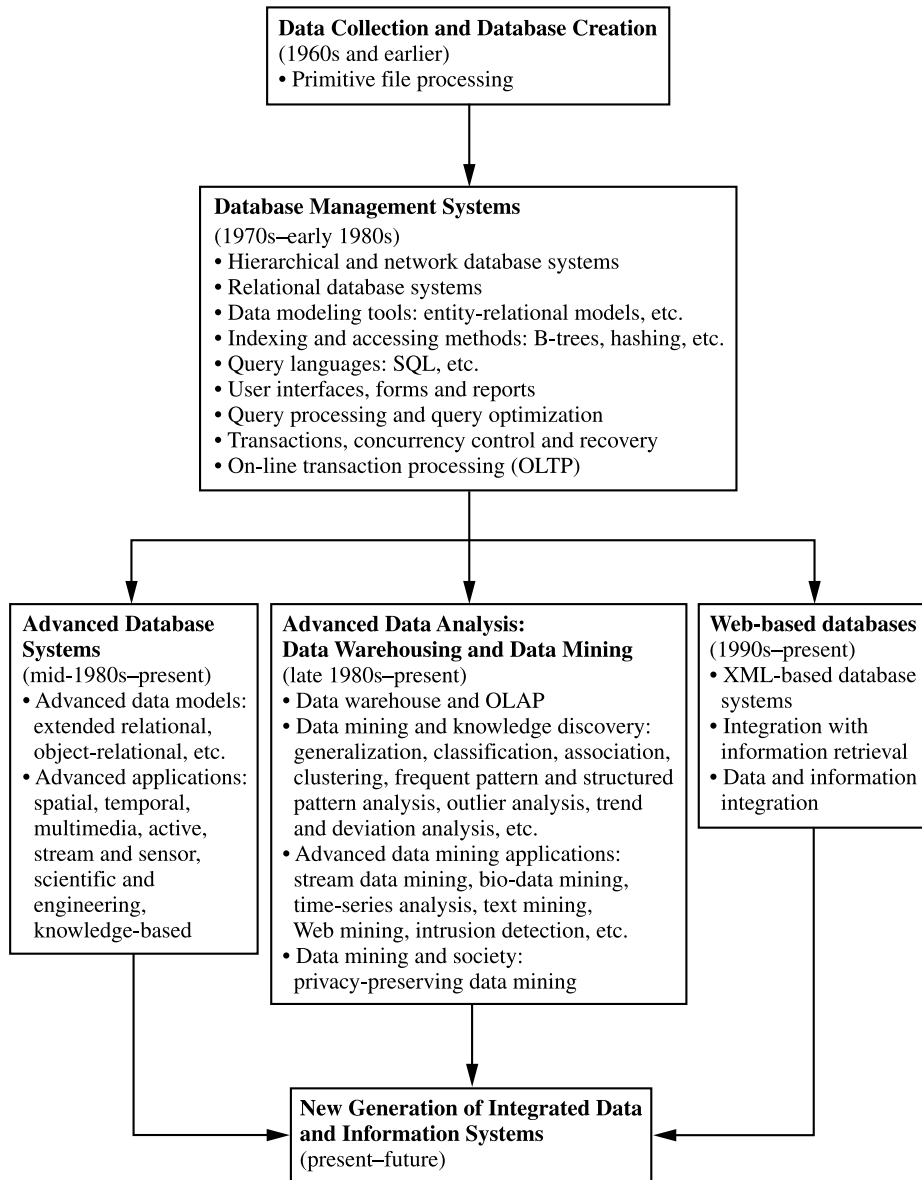 Data Collection and Database Creation
(1960s and earlier)
• Primitive file processing
Database Management Systems
(1970s–early 1980s)
• Hierarchical and network database systems
• Relational database systems
• Data modeling tools: entity-relational models, etc.
• Indexing and accessing methods: B-trees, hashing, etc.
• Query languages: SQL, etc.
• User interfaces, forms and reports
• Query processing and query optimization
• Transactions, concurrency control and recovery
• On-line transaction processing (OLTP)
Advanced Database
Systems
(mid-1980s–present)
• Advanced data models:
extended relational,
object-relational, etc.
• Advanced applications:
spatial, temporal,
multimedia, active,
stream and sensor,
scientific and
engineering,
knowledge-based
Advanced Data Analysis:
Data Warehousing and Data Mining
(late 1980s–present)
• Data warehouse and OLAP
• Data mining and knowledge discovery:
generalization, classification, association,
clustering, frequent pattern and structured
pattern analysis, outlier analysis, trend
and deviation analysis, etc.
• Advanced data mining applications:
stream data mining, bio-data mining,
time-series analysis, text mining,
Web mining, intrusion detection, etc.
• Data mining and society:
privacy-preserving data mining
Web-based databases
(1990s–present)
• XML-based database
systems
• Integration with
information retrieval
• Data and information
integration
New Generation of Integrated Data
and Information Systems
(present–future)